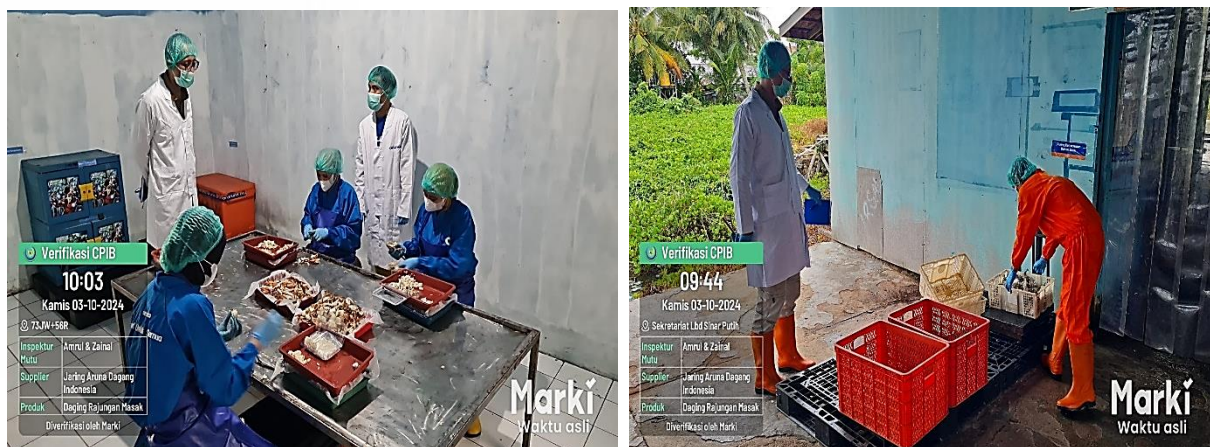 Verifikasi CPIB
10:03
Kamis 03-10-2024
73JW+56R
Inspektur Mutu
Amrul & Zainal
Supplier
Jaring Aruna Dagang Indonesia
Produk
Daging Rajungan Masak
Diverifikasi oleh Marki
Marki
Waktu asli
Verifikasi CPIB
09:44
Kamis 03-10-2024
Sekretariat Lbd Sinar Putih
Inspektur Mutu
Amrul & Zainal
Supplier
Jaring Aruna Dagang Indonesia
Produk
Daging Rajungan Masak
Diverifikasi oleh Marki
Marki
Waktu asli